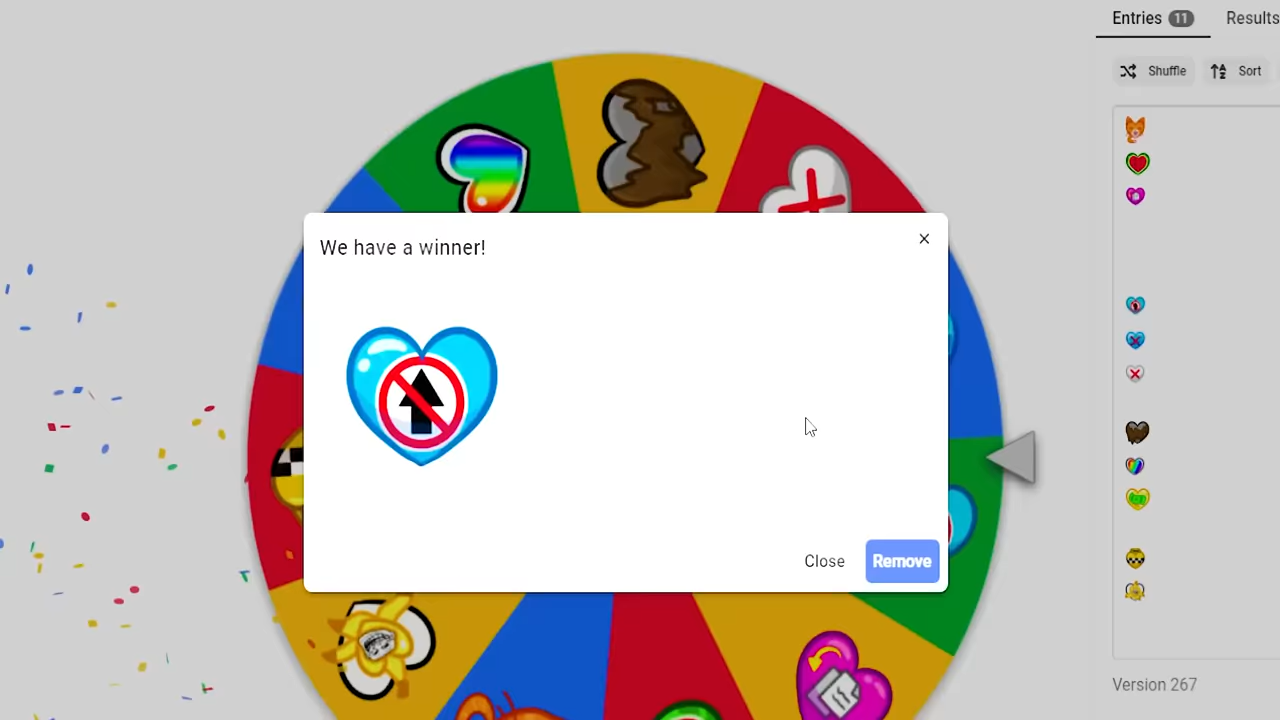 Entries 11 Results
Shuffle Sort
We have a winner!
Close Remove
Version 267